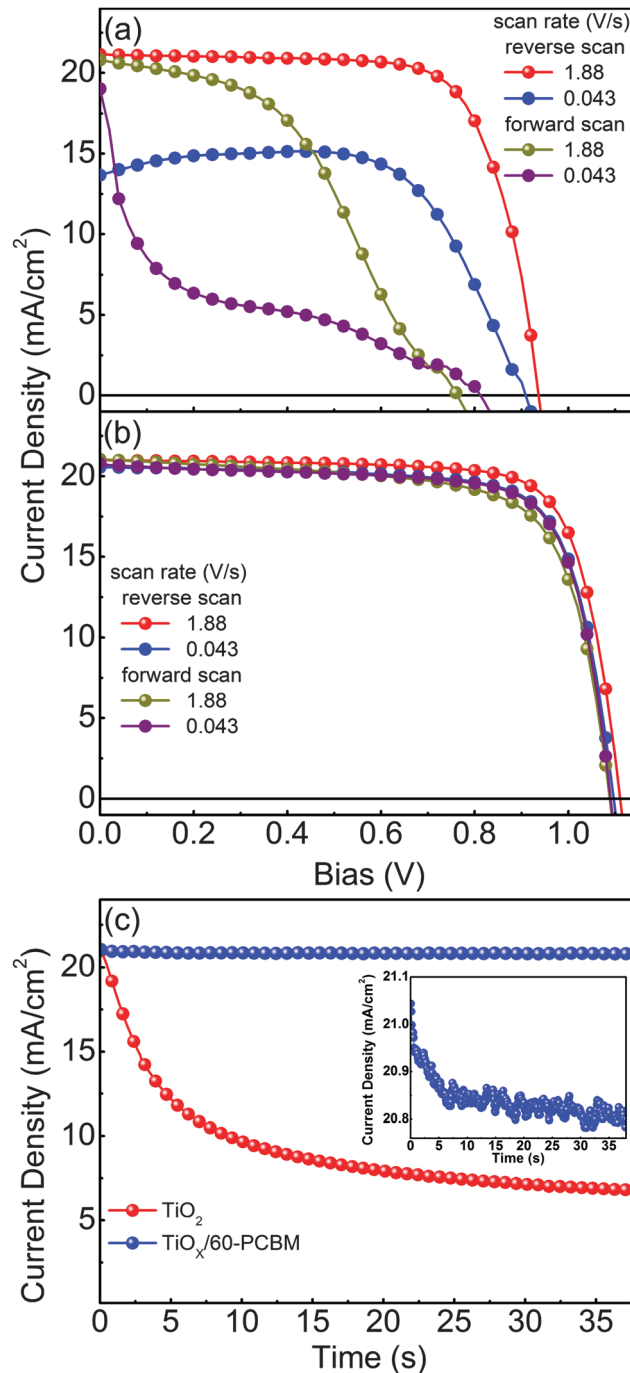 (a)
scan rate (V/s)
reverse scan
1.88
0.043
forward scan
1.88
0.043
20
15
10
5
0
Current Density (mA/cm²)
(b)
20
15
10
5
0
scan rate (V/s)
reverse scan
1.88
0.043
forward scan
1.88
0.043
0.0 0.2 0.4 0.6 0.8 1.0
Bias (V)
(c)
20
15
10
5
Current Density (mA/cm²)
21.1
21.0
20.9
20.8
Current Density (mA/cm²)
0 5 10 15 20 25 30 35
Time (s)
TiO₂
TiOₓ/60-PCBM
0 5 10 15 20 25 30 35
Time (s)